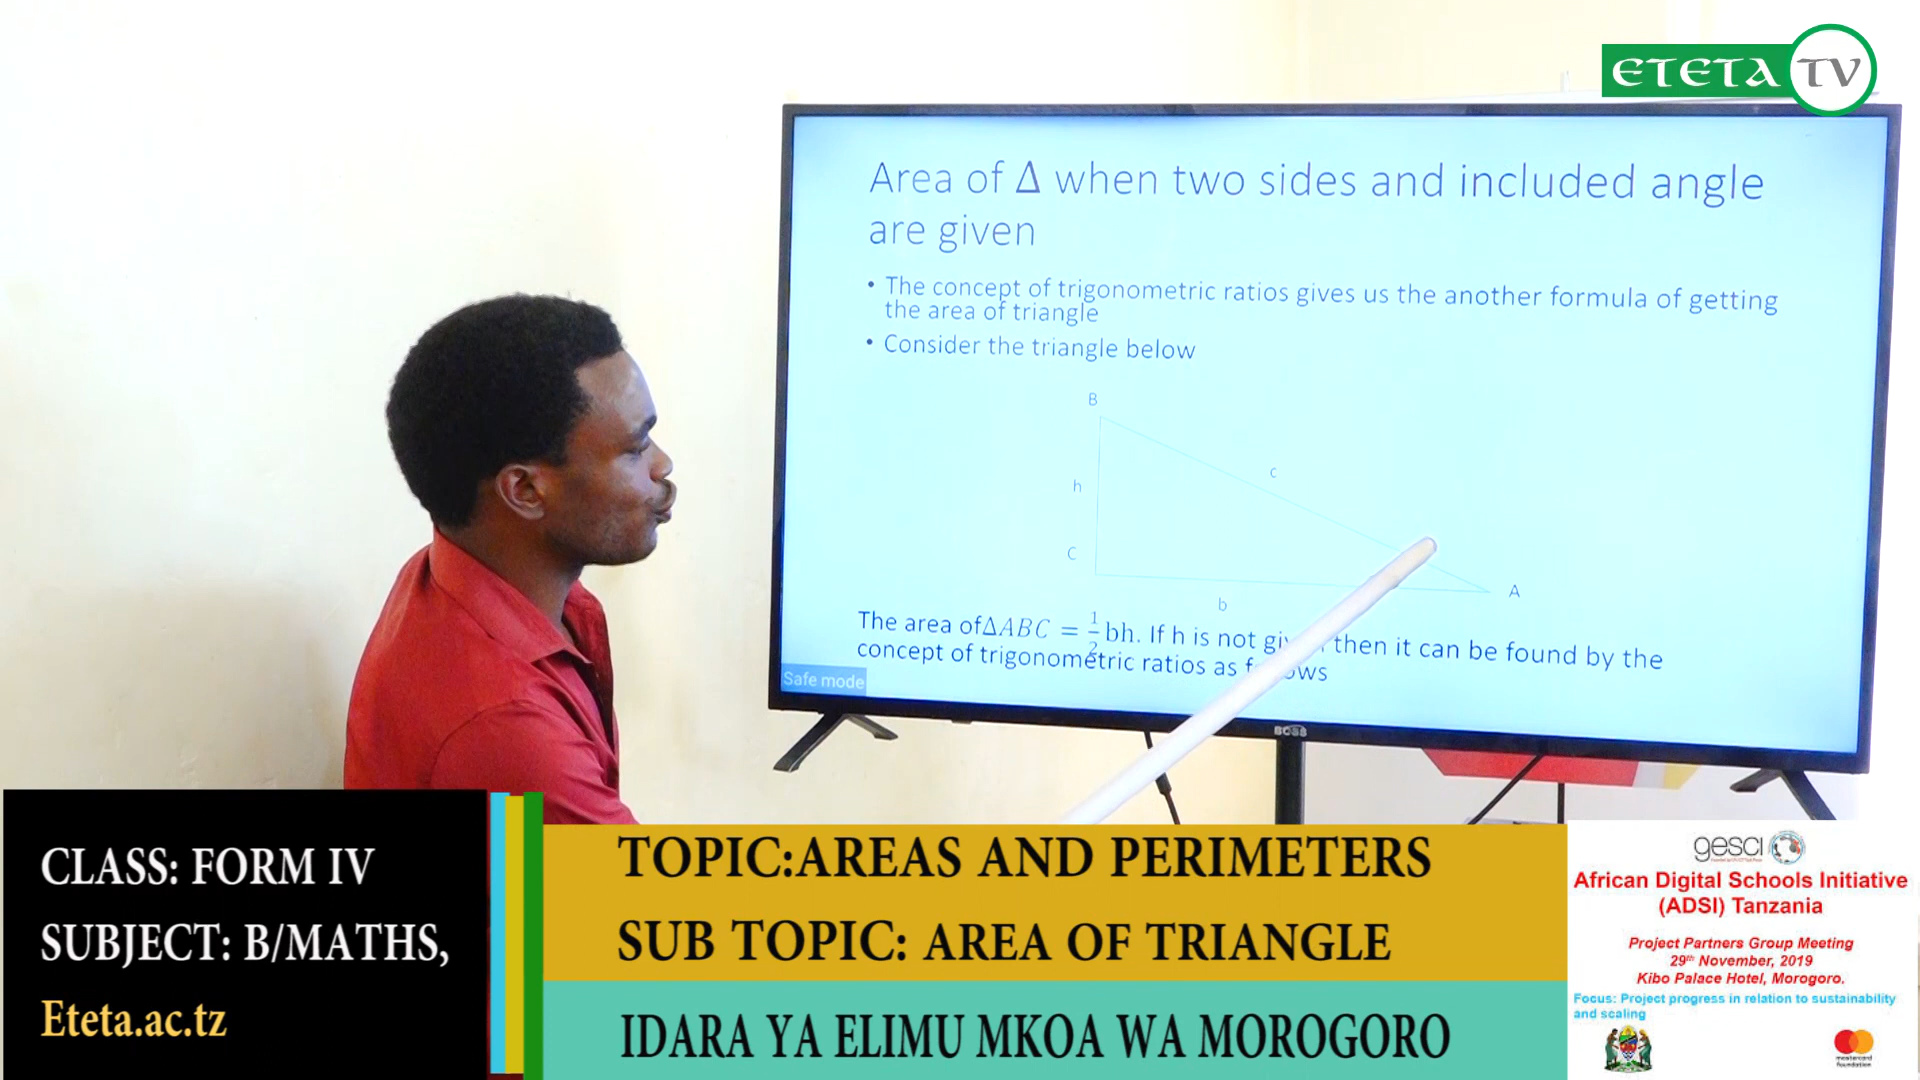 ETETA TV
Area of Δ when two sides and included angle
are given
• The concept of trigonometric ratios gives us the another formula of getting
the area of triangle
• Consider the triangle below
B
h
c
C
b
A
The area of ΔABC = 1/2 bh. If h is not then it can be found by the
concept of trigonometric ratios as
Safe mode
BOSS
CLASS: FORM IV
SUBJECT: B/MATHS,
Eteta.ac.tz
TOPIC:AREAS AND PERIMETERS
SUB TOPIC: AREA OF TRIANGLE
IDARA YA ELIMU MKOA WA MOROGORO
gesci
African Digital Schools Initiative
(ADSI) Tanzania
Project Partners Group Meeting
29th November, 2019
Kibo Palace Hotel, Morogoro.
Focus: Project progress in relation to sustainability
and scaling
mastercard
foundation